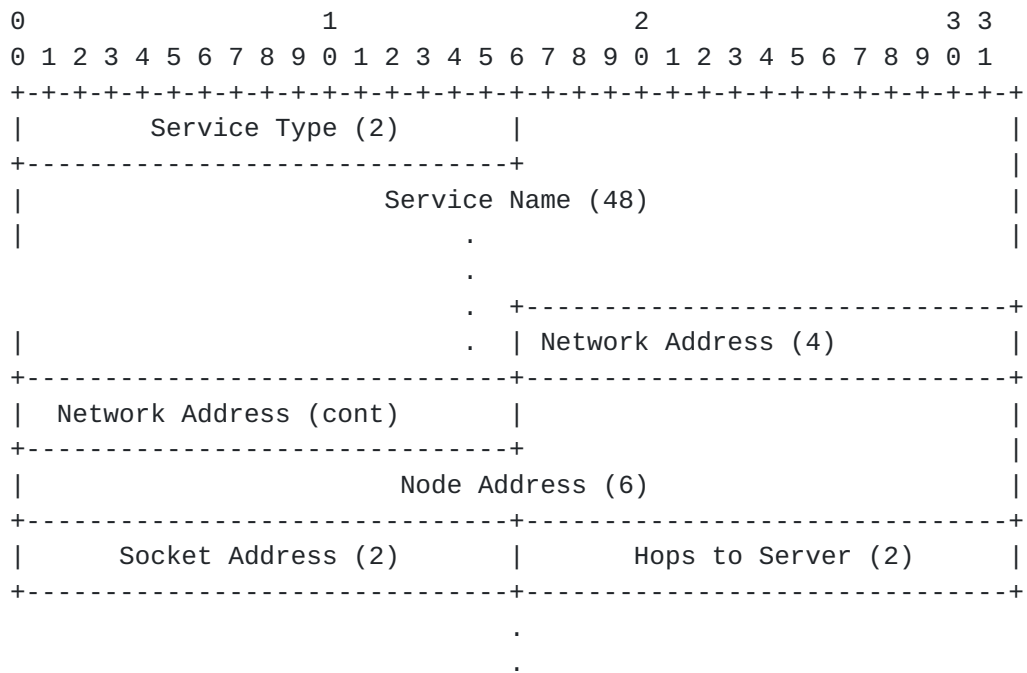 0                   1                   2                   3 3
0 1 2 3 4 5 6 7 8 9 0 1 2 3 4 5 6 7 8 9 0 1 2 3 4 5 6 7 8 9 0 1
+-+-+-+-+-+-+-+-+-+-+-+-+-+-+-+-+-+-+-+-+-+-+-+-+-+-+-+-+-+-+-+-+
|        Service Type (2)       |                               |
+-------------------------------+                               |
|                       Service Name (48)                       |
|                            .                                  |
                             .
                             .  +-------------------------------+
|                            .  | Network Address (4)           |
+-------------------------------+-------------------------------+
|  Network Address (cont)       |                               |
+-------------------------------+                               |
|                        Node Address (6)                       |
+-------------------------------+-------------------------------+
|      Socket Address (2)       |       Hops to Server (2)      |
+-------------------------------+-------------------------------+
                                .
                                .